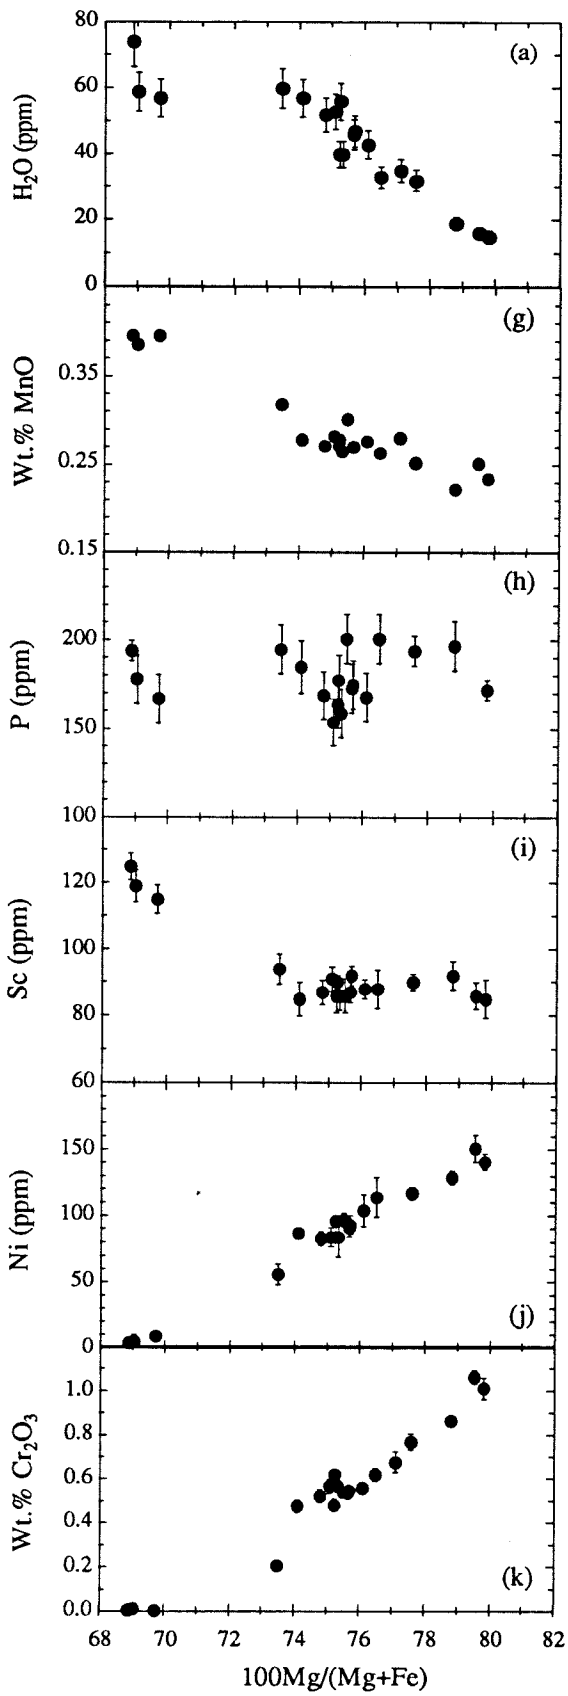 80
(a)
60
H₂O (ppm)
40
20
0
(g)
0.35
Wt.% MnO
0.25
0.15
(h)
200
P (ppm)
150
100
(i)
120
Sc (ppm)
100
80
60
150
Ni (ppm)
100
50
(j)
0
1.0
Wt.% Cr₂O₃
0.8
0.6
0.4
0.2
(k)
0.0
68 70 72 74 76 78 80 82
100Mg/(Mg+Fe)